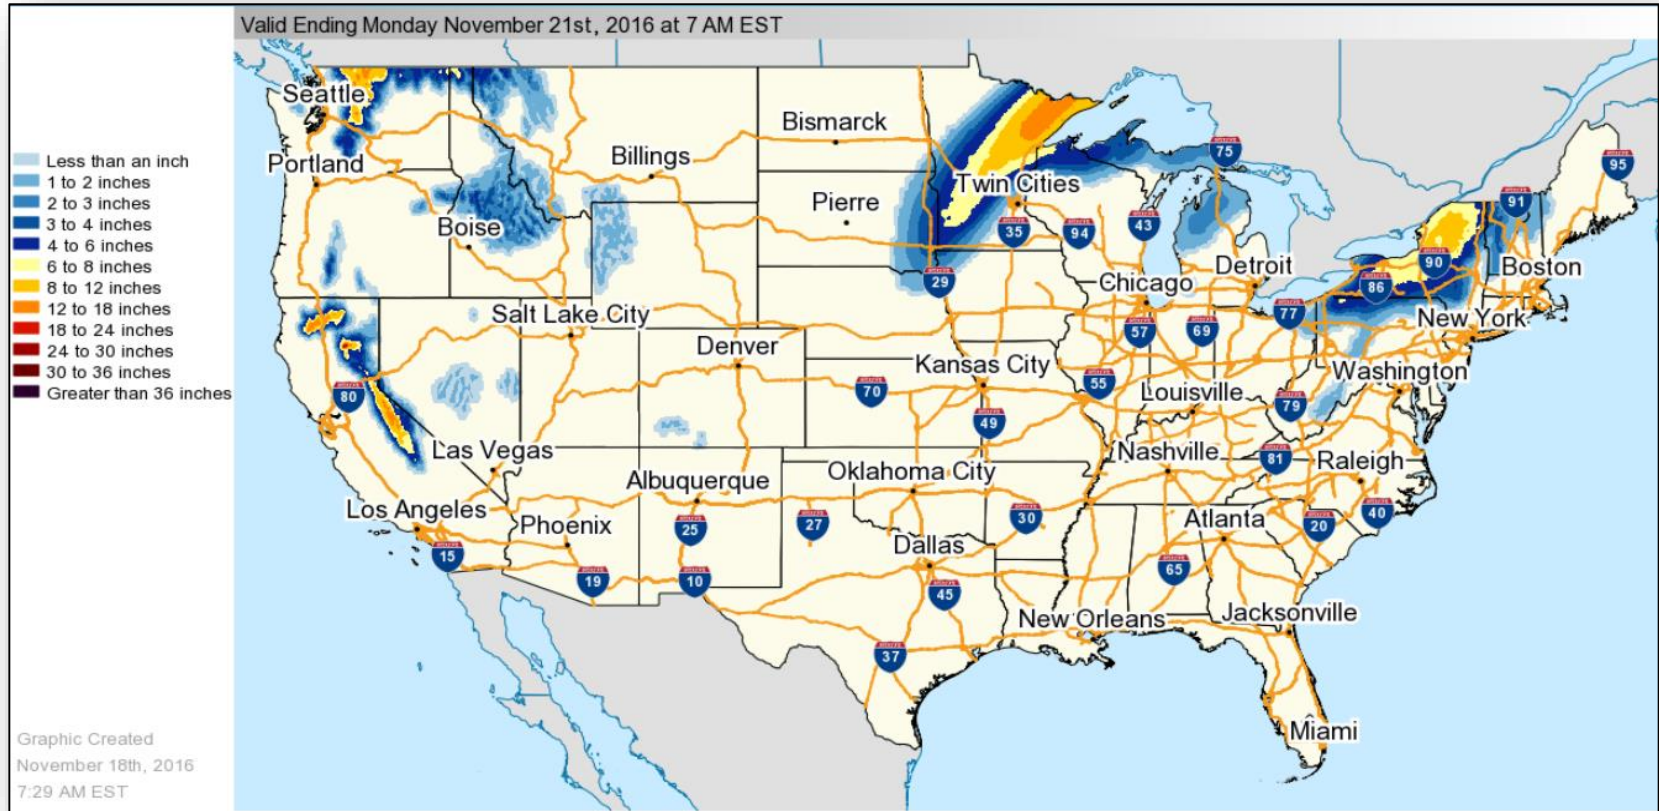 Valid Ending Monday November 21st, 2016 at 7 AM EST
Less than an inch
1 to 2 inches
2 to 3 inches
3 to 4 inches
4 to 6 inches
6 to 8 inches
8 to 12 inches
12 to 18 inches
18 to 24 inches
24 to 30 inches
30 to 36 inches
Greater than 36 inches
Graphic Created
November 18th, 2016
7:29 AM EST
Seattle
Portland
Boise
Billings
Bismarck
Pierre
Twin Cities
Chicago
Detroit
Boston
New York
Washington
Salt Lake City
Denver
Kansas City
Louisville
Las Vegas
Nashville
Raleigh
Los Angeles
Phoenix
Albuquerque
Oklahoma City
Dallas
Atlanta
New Orleans
Jacksonville
Miami
75
95
91
35
94
43
90
86
29
77
57
69
80
70
55
79
49
81
15
19
25
10
27
30
45
65
20
40
37